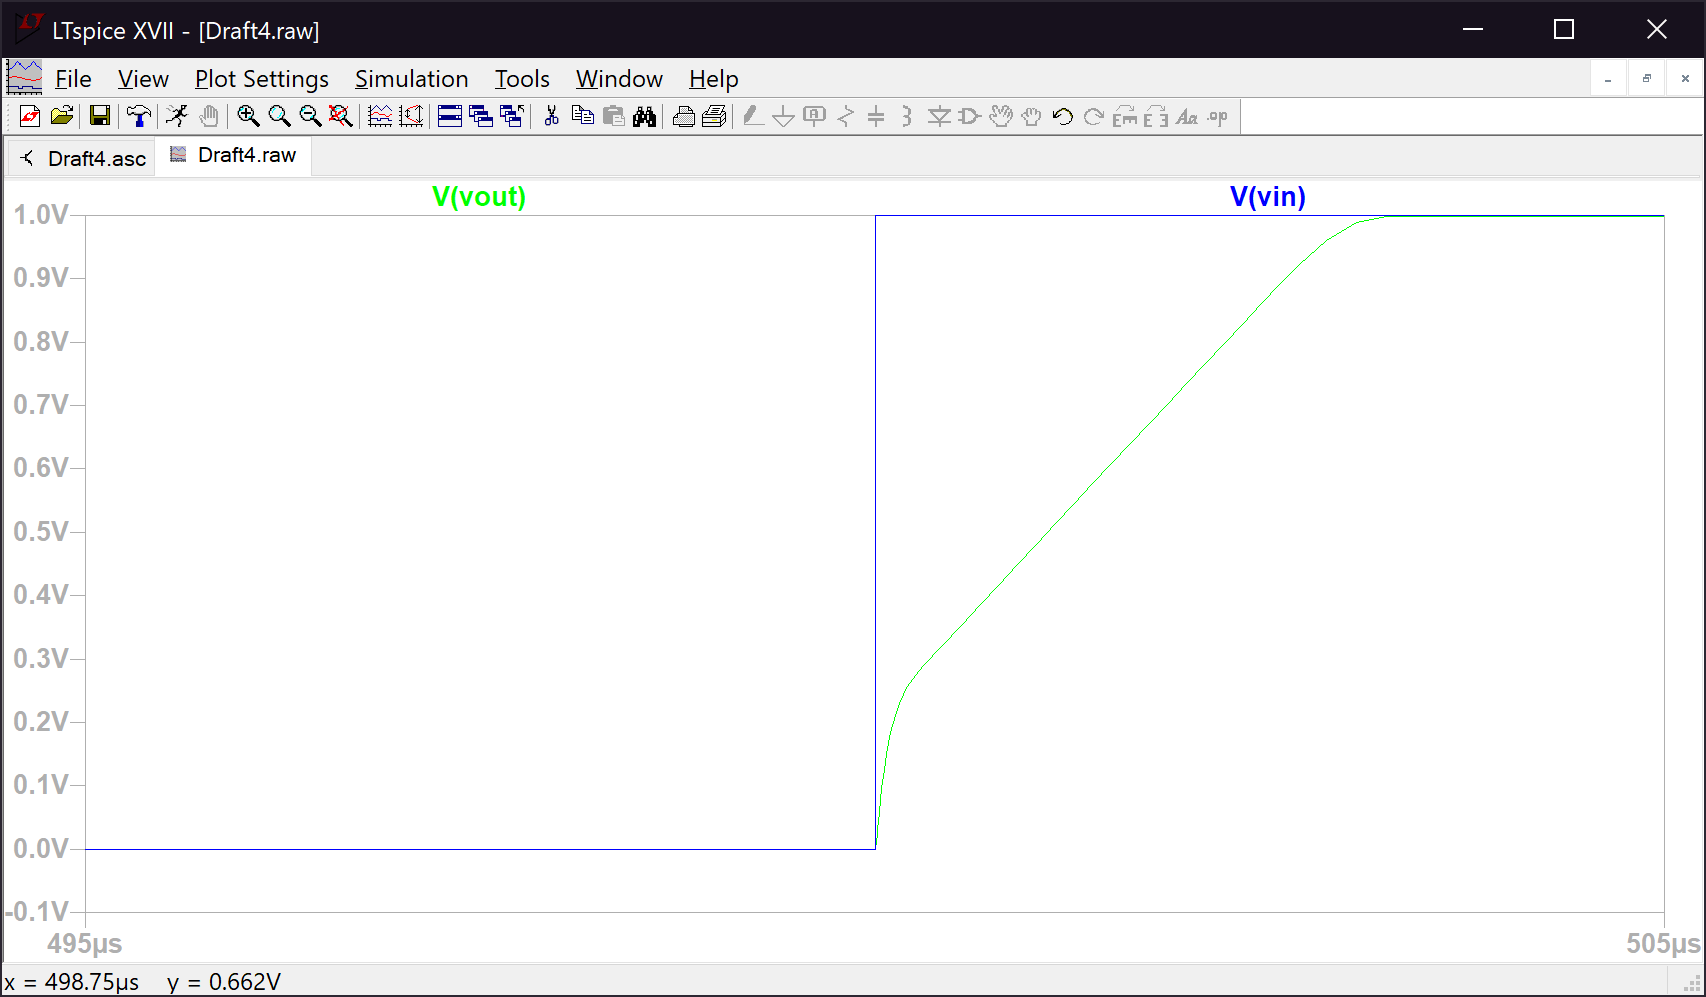 LTspice XVII - [Draft4.raw]
File View Plot Settings Simulation Tools Window Help
Draft4.asc Draft4.raw
V(vout) V(vin)
1.0V
0.9V
0.8V
0.7V
0.6V
0.5V
0.4V
0.3V
0.2V
0.1V
0.0V
-0.1V
495µs 505µs
x = 498.75µs y = 0.662V